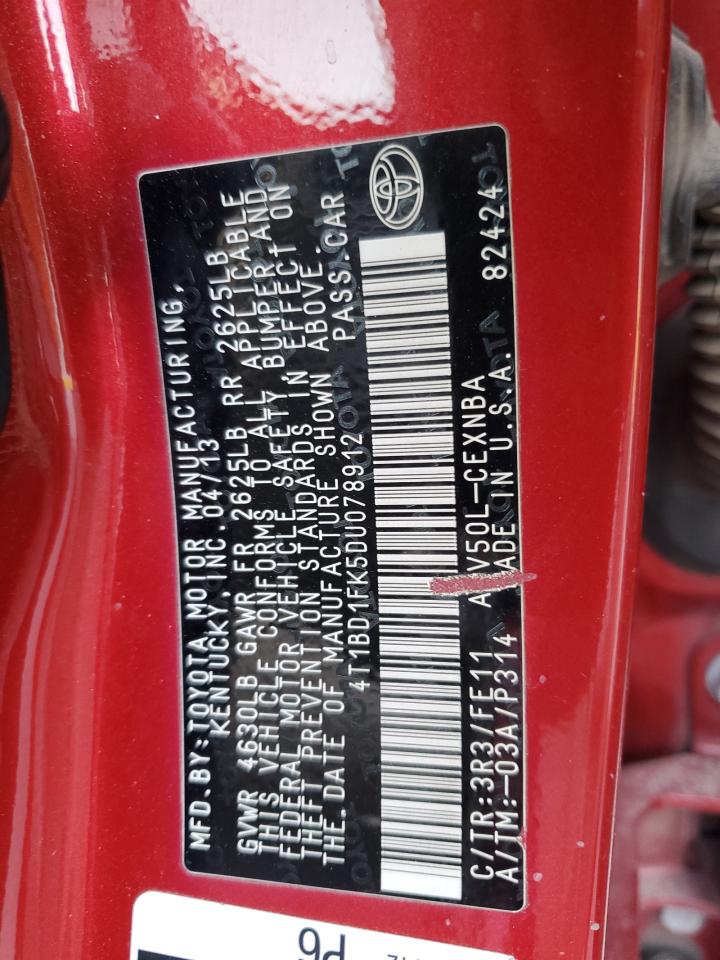 MFD.BY:TOYOTA MOTOR MANUFACTURING,
KENTUCKY,INC. 04/13
GVWR 4630LB GAWR FR 2625LB RR 2625LB
THIS VEHICLE CONFORMS TO ALL APPLICABLE
FEDERAL MOTOR VEHICLE SAFETY,BUMPER,AND
THEFT PREVENTION STANDARDS IN EFFECT ON
THE DATE OF MANUFACTURE SHOWN ABOVE.
4T1BD1FK5DU078912 PASS.CAR
C/TR:3R3/FE11 A V50L-CEXNBA
A/TM:-03A/P314 ADE IN U.S.A. 82424